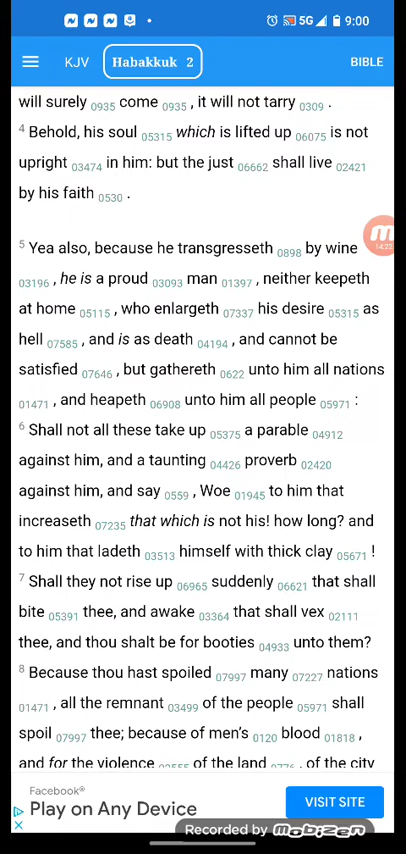 9:00
5G
KJV Habakkuk 2 BIBLE
will surely 0935 come 0935 , it will not tarry 0309 .
4 Behold, his soul 05315 which is lifted up 06075 is not
upright 03474 in him: but the just 06662 shall live 02421
by his faith 0530 .
5 Yea also, because he transgresseth 0898 by wine
03196 , he is a proud 03093 man 01397 , neither keepeth
at home 05115 , who enlargeth 07337 his desire 05315 as
hell 07585 , and is as death 04194 , and cannot be
satisfied 07646 , but gathereth 0622 unto him all nations
01471 , and heapeth 06908 unto him all people 05971 :
6 Shall not all these take up 05375 a parable 04912
against him, and a taunting 04426 proverb 02420
against him, and say 0559 , Woe 01945 to him that
increaseth 07235 that which is not his! how long? and
to him that ladeth 03513 himself with thick clay 05671 !
7 Shall they not rise up 06965 suddenly 06621 that shall
bite 05391 thee, and awake 03364 that shall vex 02111
thee, and thou shalt be for booties 04933 unto them?
8 Because thou hast spoiled 07997 many 07227 nations
01471 , all the remnant 03499 of the people 05971 shall
spoil 07997 thee; because of men's 0120 blood 01818 ,
and for the violence 02555 of the land 0776 , of the city
14:22
Facebook®
Play on Any Device
VISIT SITE
Recorded by mobizen